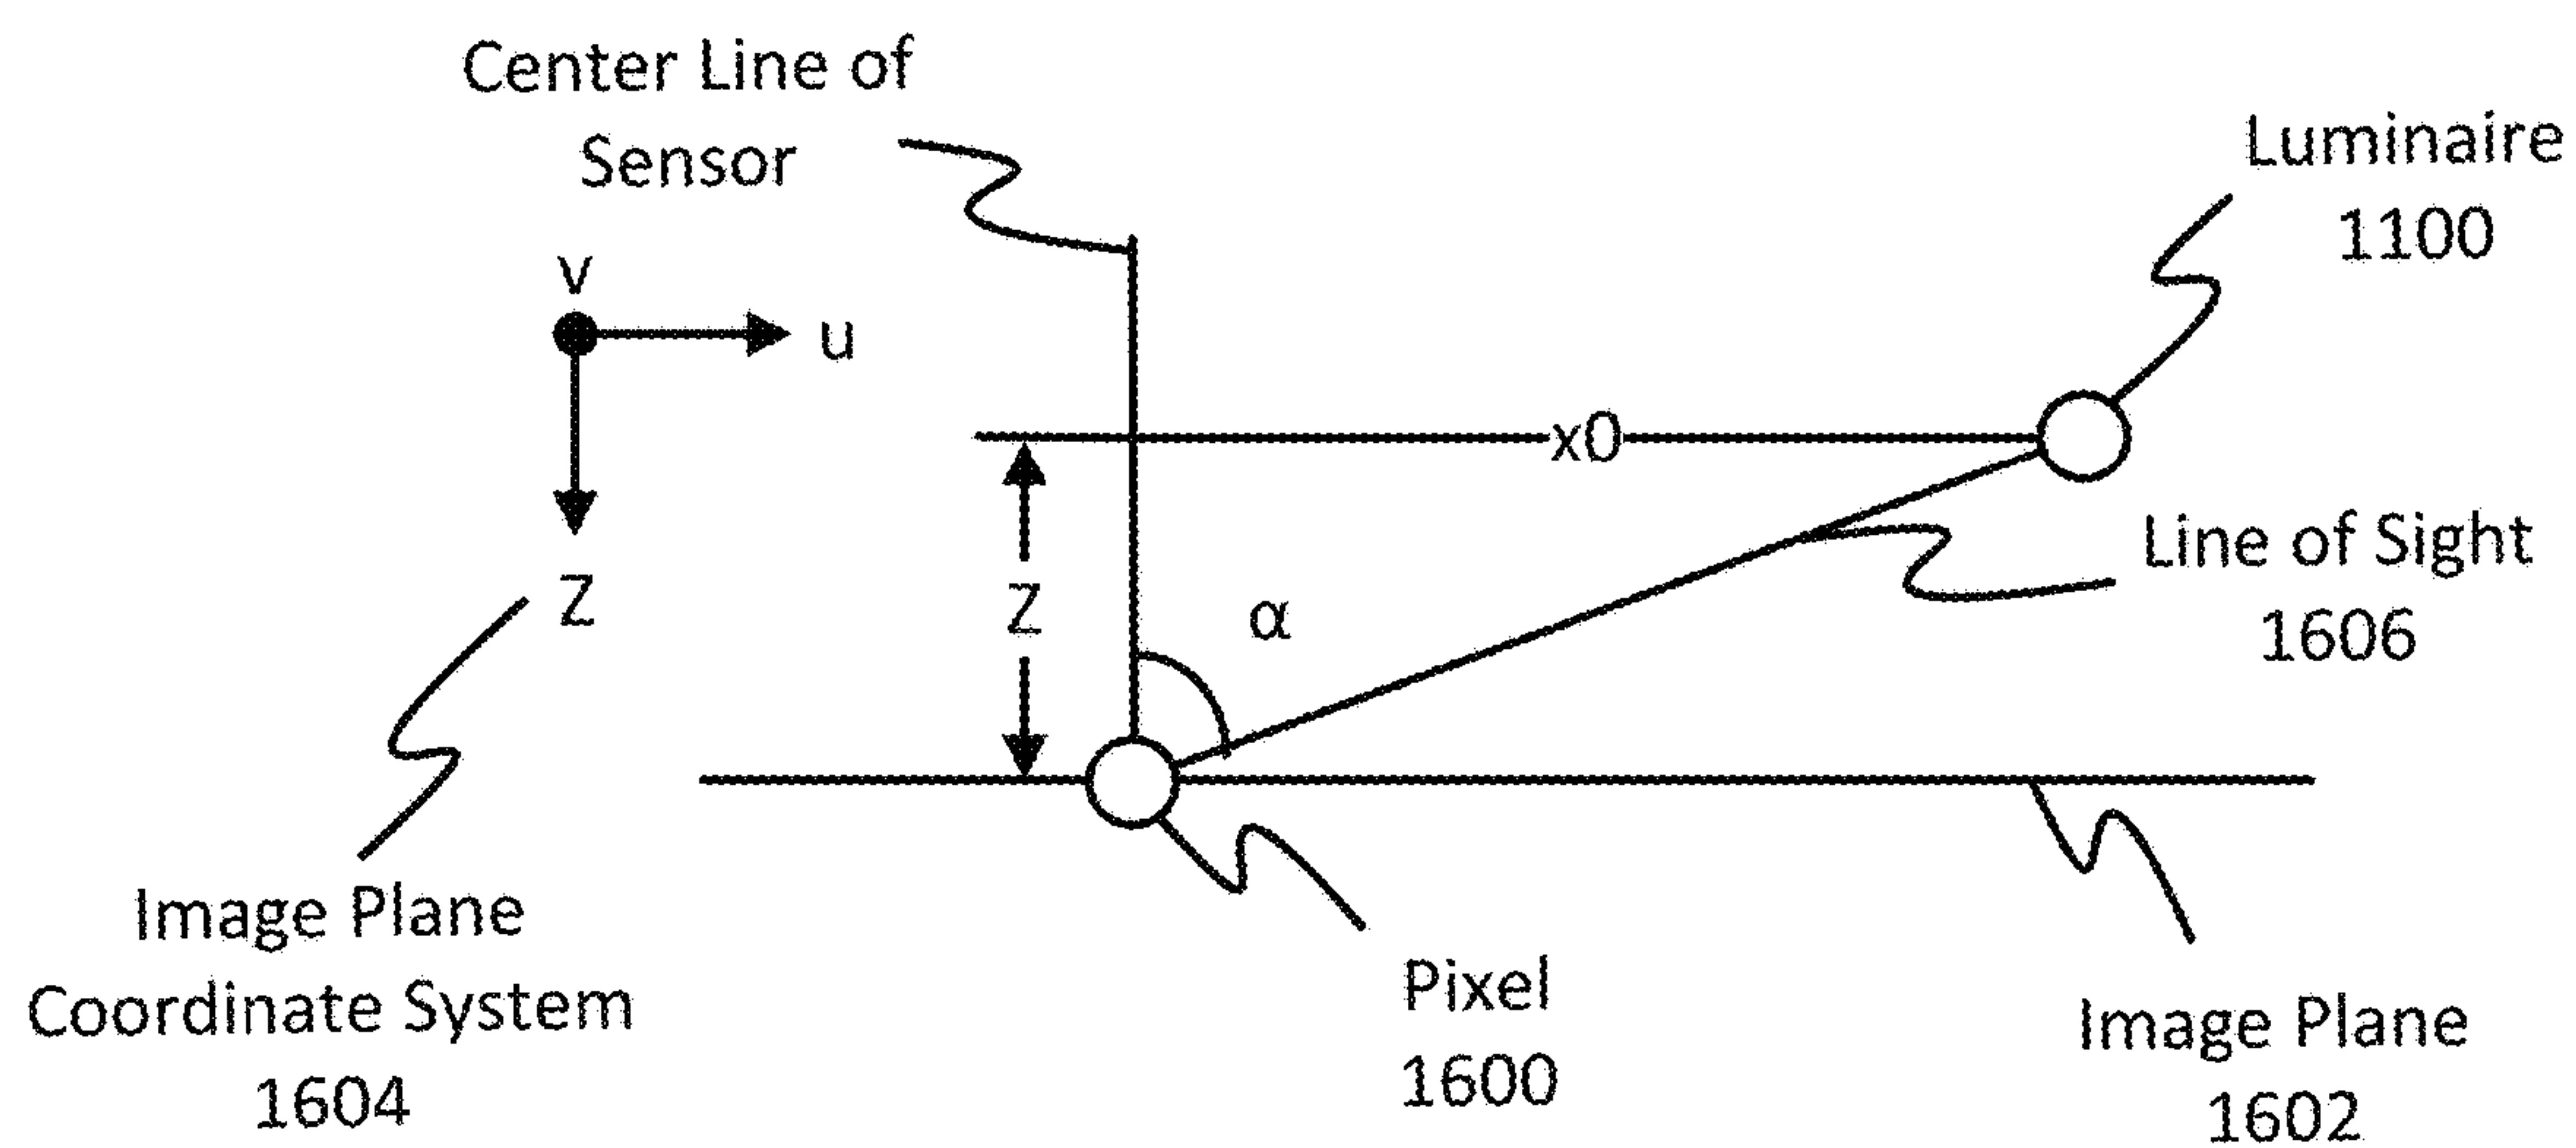 Center Line of
Sensor
Luminaire
1100
v
u
x0
Z
Z
α
Line of Sight
1606
Image Plane
Coordinate System
1604
Pixel
1600
Image Plane
1602